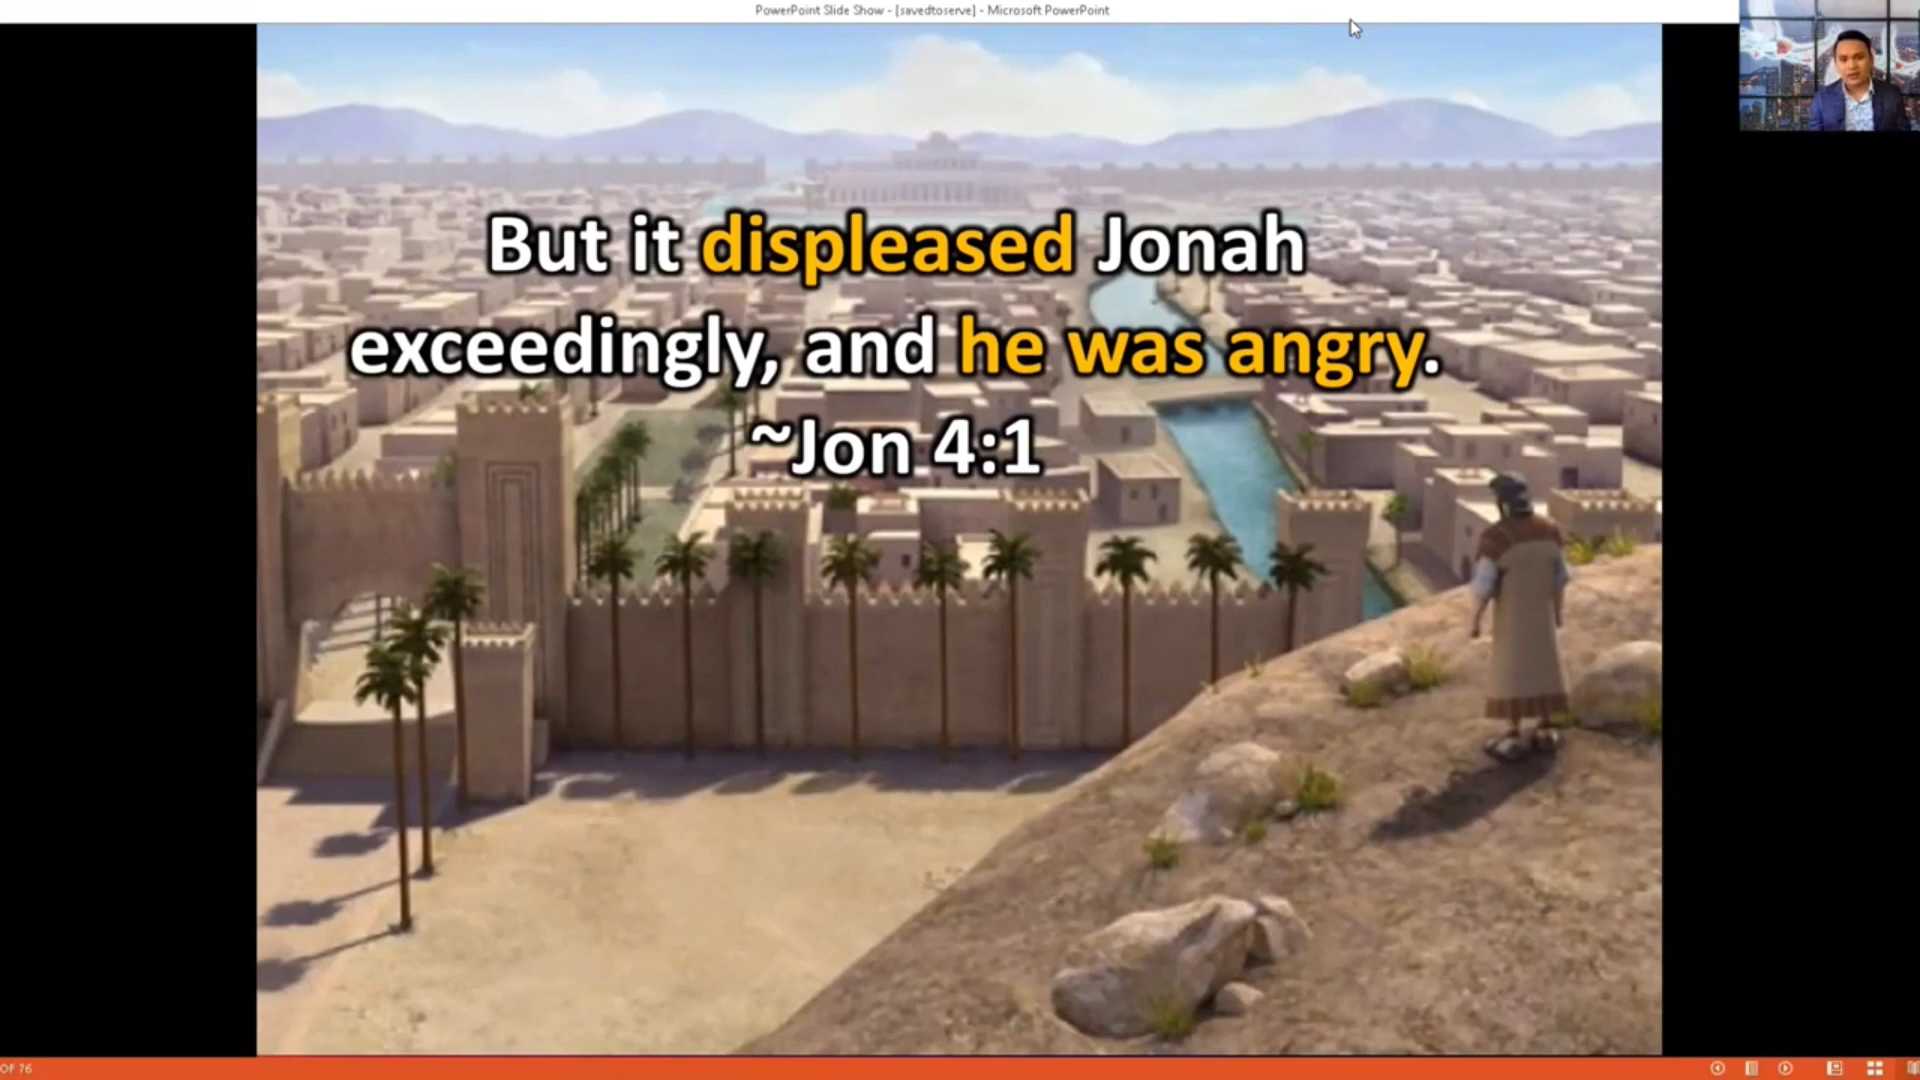 PowerPoint Slide Show - [savedtoserve] - Microsoft PowerPoint
But it displeased Jonah
exceedingly, and he was angry.
~Jon 4:1
OF 76